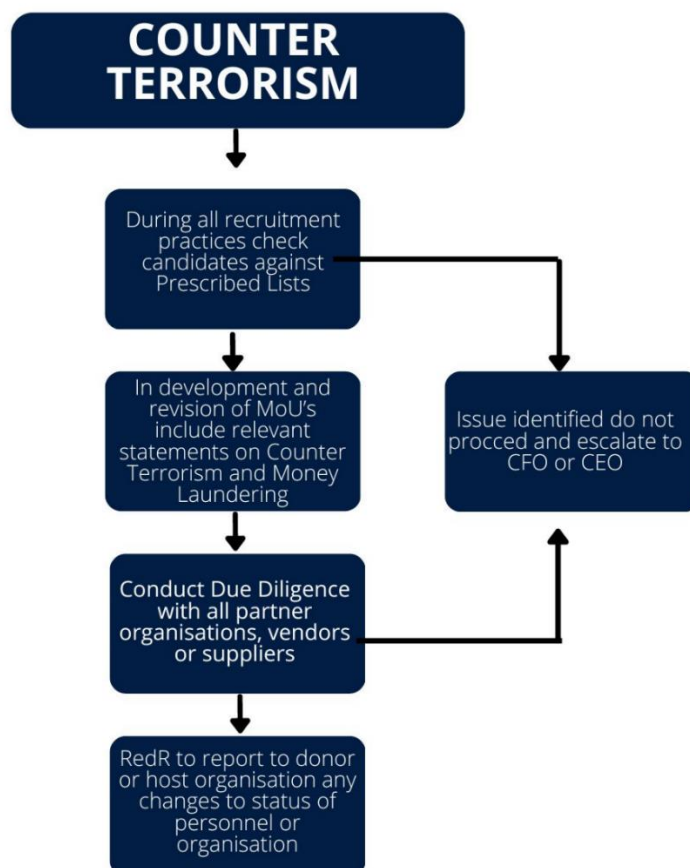 COUNTER
TERRORISM
During all recruitment
practices check
candidates against
Prescribed Lists
In development and
revision of MoU's
include relevant
statements on Counter
Terrorism and Money
Laundering
Issue identified do not
procced and escalate to
CFO or CEO
Conduct Due Diligence
with all partner
organisations, vendors
or suppliers
RedR to report to donor
or host organisation any
changes to status of
personnel or
organisation